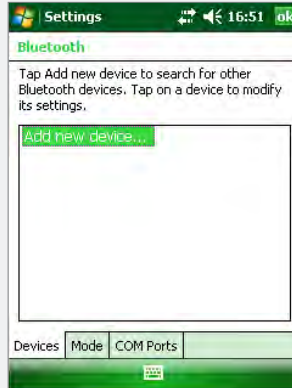 Settings 16:51 ok
Bluetooth
Tap Add new device to search for other
Bluetooth devices. Tap on a device to modify
its settings.
Add new device...
Devices Mode COM Ports